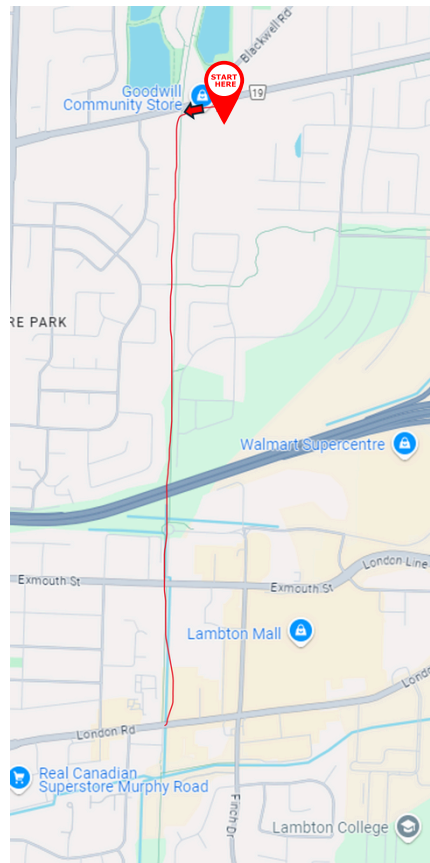 Blackwell Rd
START
HERE
19
Goodwill
Community Store
RE PARK
Walmart Supercentre
London Line
Exmouth St
Exmouth St
Lambton Mall
Londo
London Rd
Real Canadian
Superstore Murphy Road
Finch Dr
Lambton College